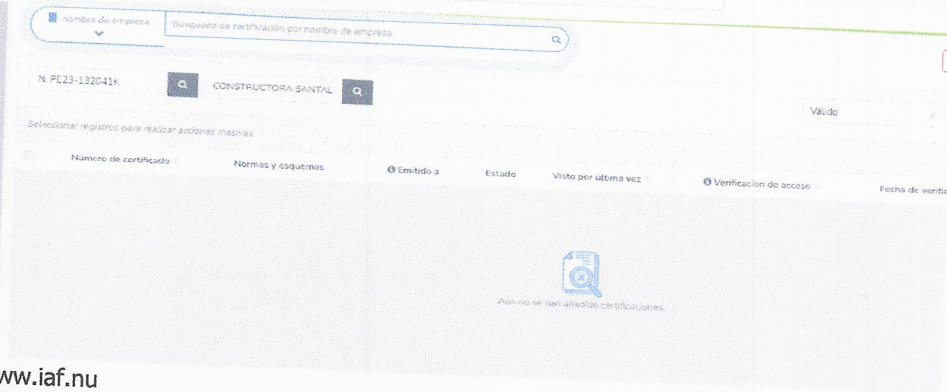 nombre de empresa
Búsqueda de certificación por nombre de empresa
N. PE23-132041K
CONSTRUCTORA SANTAL
Válido
Seleccionar registros para realizar acciones masivas
Número de certificado
Normas y esquemas
Emitido a
Estado
Visto por última vez
Verificacion de acceso
Fecha de verific
Aún no se han añadido certificaciones.
ww.iaf.nu